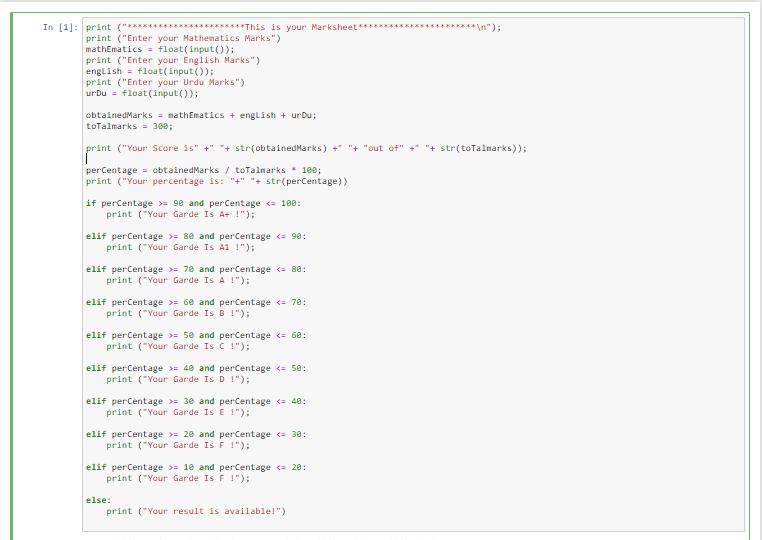 In [1]: print ("***********************This is your Marksheet***********************\n");
print ("Enter your Mathematics Marks")
mathEmatics = float(input());
print ("Enter your English Marks")
engLish = float(input());
print ("Enter your Urdu Marks")
urDu = float(input());
obtainedMarks = mathEmatics + engLish + urDu;
toTalmarks = 300;
print ("Your Score is" +" "+ str(obtainedMarks) +" "+ "out of" +" "+ str(toTalmarks));
perCentage = obtainedMarks / toTalmarks * 100;
print ("Your percentage is: "+" "+ str(perCentage))
if perCentage >= 90 and perCentage <= 100:
    print ("Your Garde Is A+ !");
elif perCentage >= 80 and perCentage <= 90:
    print ("Your Garde Is A1 !");
elif perCentage >= 70 and perCentage <= 80:
    print ("Your Garde Is A !");
elif perCentage >= 60 and perCentage <= 70:
    print ("Your Garde Is B !");
elif perCentage >= 50 and perCentage <= 60:
    print ("Your Garde Is C !");
elif perCentage >= 40 and perCentage <= 50:
    print ("Your Garde Is D !");
elif perCentage >= 30 and perCentage <= 40:
    print ("Your Garde Is E !");
elif perCentage >= 20 and perCentage <= 30:
    print ("Your Garde Is F !");
elif perCentage >= 10 and perCentage <= 20:
    print ("Your Garde Is F !");
else:
    print ("Your result is available!")